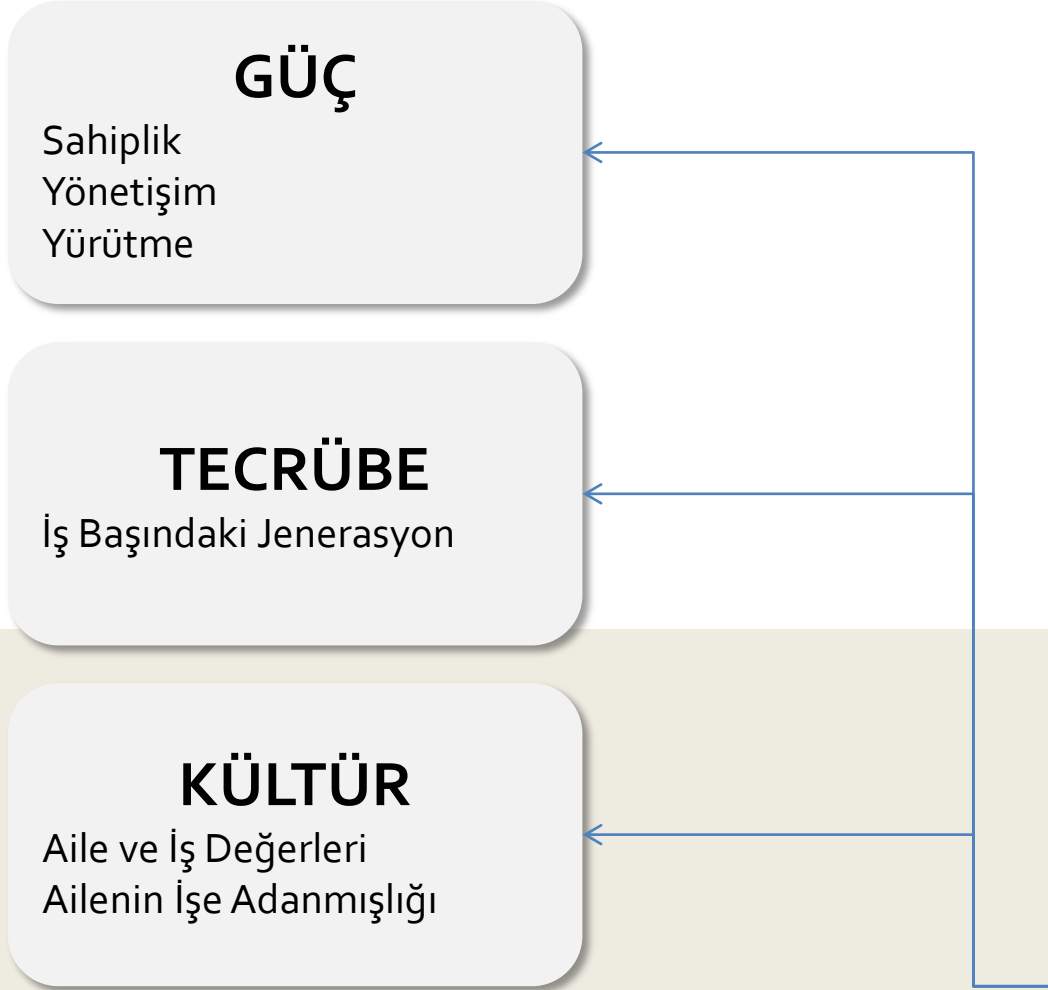 GÜÇ
Sahiplik
Yönetişim
Yürütme
TECRÜBE
İş Başındaki Jenerasyon
KÜLTÜR
Aile ve İş Değerleri
Ailenin İşe Adanmışlığı